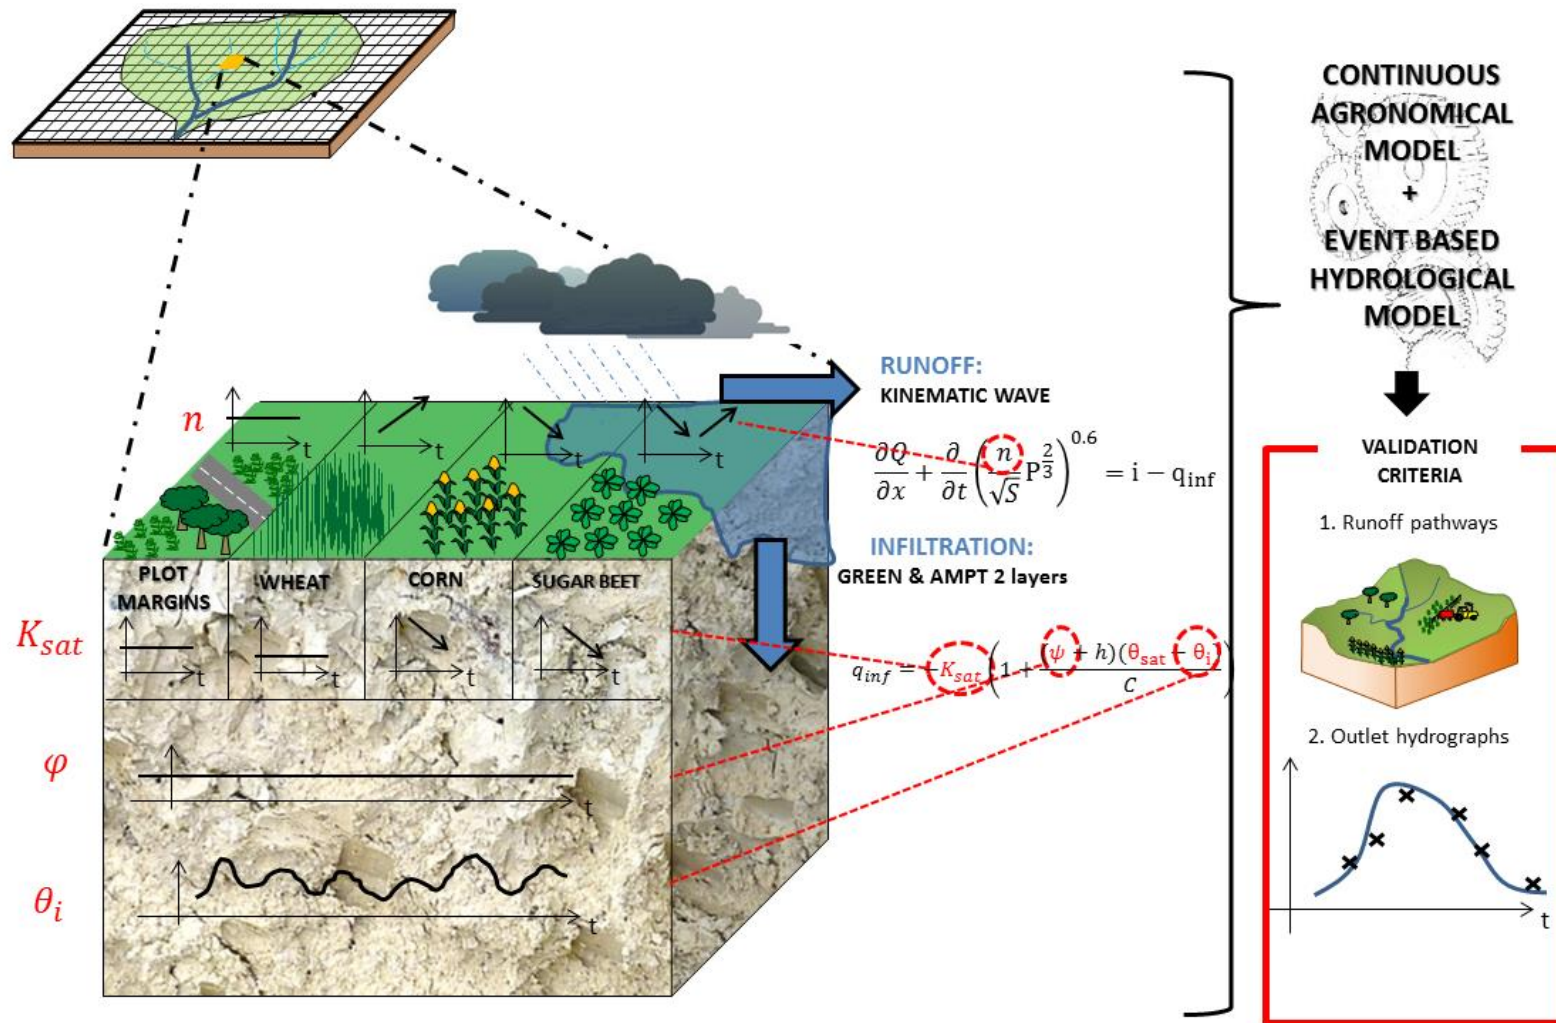 CONTINUOUS
AGRONOMICAL
MODEL
+
EVENT BASED
HYDROLOGICAL
MODEL
RUNOFF:
KINEMATIC WAVE
∂Q/∂x + ∂/∂t (n/√S P^(2/3))^0.6 = i − q_inf
INFILTRATION:
GREEN & AMPT 2 layers
q_inf = −K_sat (1 + (ψ + h)(θ_sat − θ_i)/C)
n
t
t
t
t
PLOT
MARGINS
WHEAT
CORN
SUGAR BEET
K_sat
t
t
t
t
φ
t
θ_i
t
VALIDATION
CRITERIA
1. Runoff pathways
2. Outlet hydrographs
t